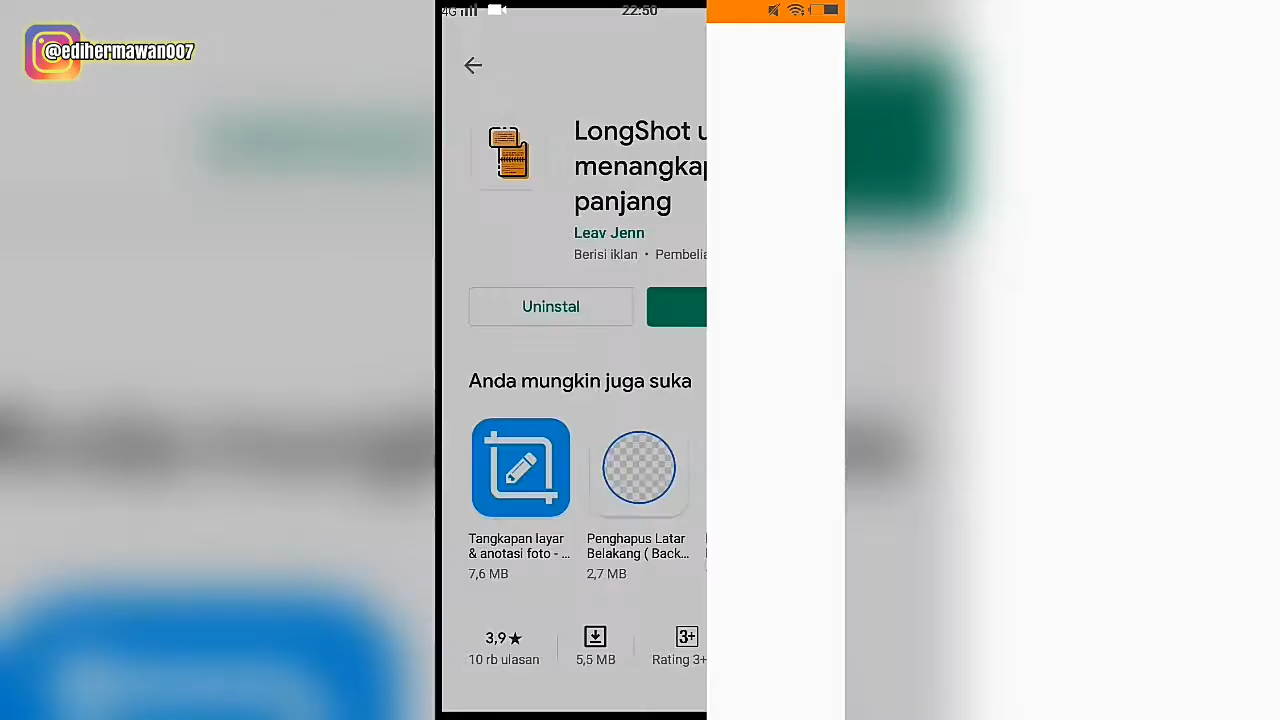 @edihermawan007
4G
22:50
LongShot u
menangkap
panjang
Leav Jenn
Berisi iklan • Pembelia
Uninstal
Anda mungkin juga suka
Tangkapan layar
& anotasi foto - ...
7,6 MB
Penghapus Latar
Belakang ( Back...
2,7 MB
3,9★
10 rb ulasan
5,5 MB
3+
Rating 3+